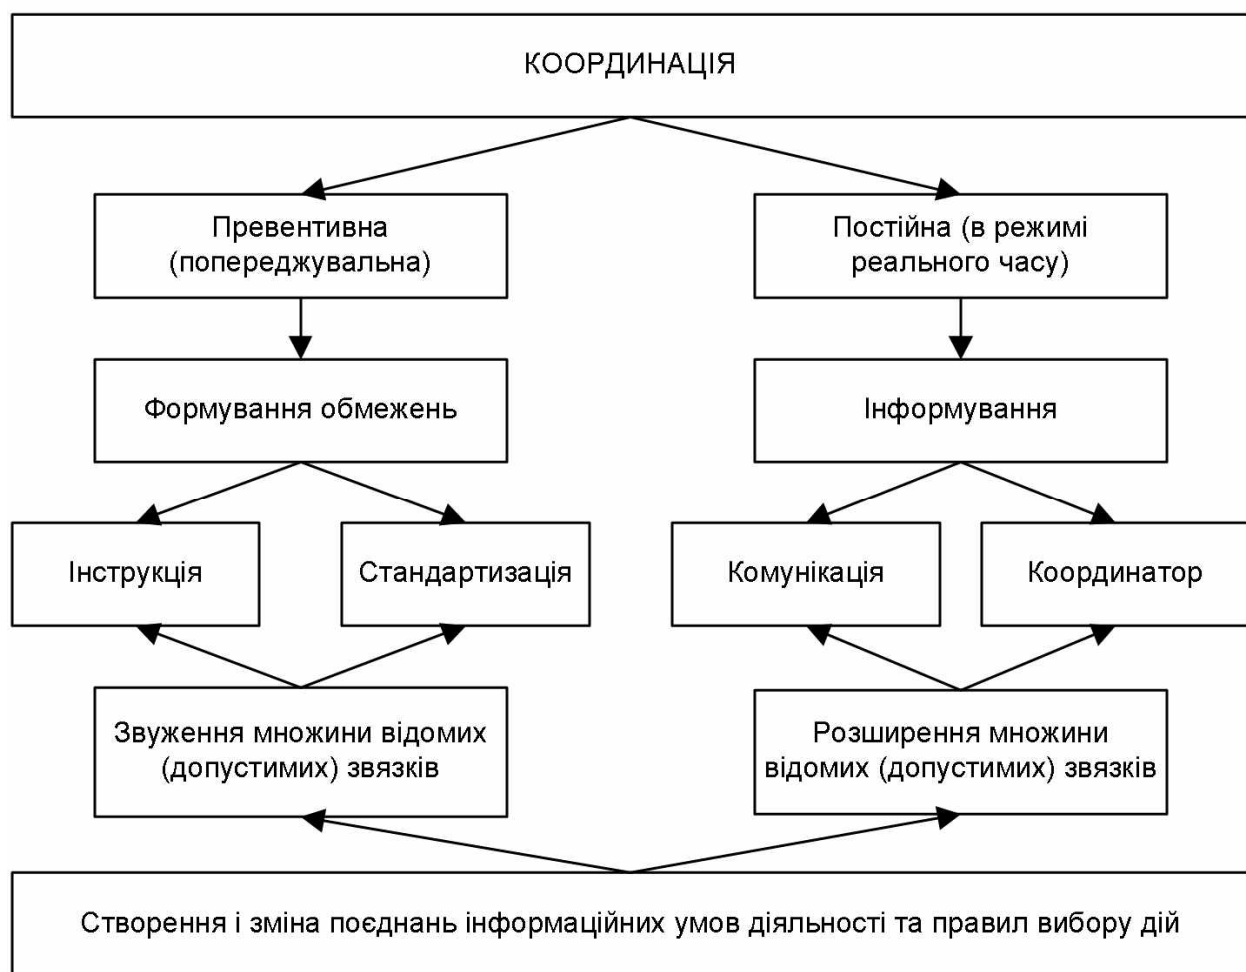 КООРДИНАЦІЯ
Превентивна
(попереджувальна)
Постійна (в режимі
реального часу)
Формування обмежень
Інформування
Інструкція
Стандартизація
Комунікація
Координатор
Звуження множини відомих
(допустимих) звязків
Розширення множини
відомих (допустимих) звязків
Створення і зміна поєднань інформаційних умов діяльності та правил вибору дій